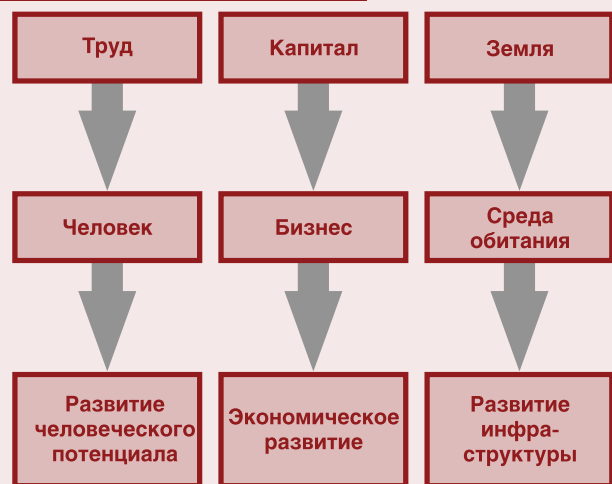 Труд
Капитал
Земля
Человек
Бизнес
Среда
обитания
Развитие
человеческого
потенциала
Экономическое
развитие
Развитие
инфра-
структуры